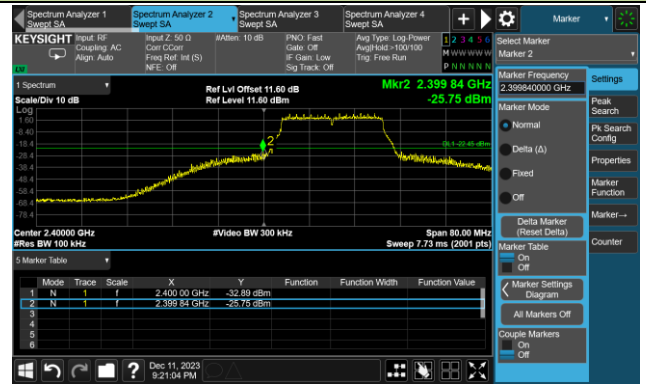 Spectrum Analyzer 1 Swept SA
Spectrum Analyzer 2 Swept SA
Spectrum Analyzer 3 Swept SA
Spectrum Analyzer 4 Swept SA
+
Marker
KEYSIGHT
Input: RF
Coupling: AC
Align: Auto
Input Z: 50 Ω
Corr CCorr
Freq Ref: Int (S)
NFE: Off
#Atten: 10 dB
PNO: Fast
Gate: Off
IF Gain: Low
Sig Track: Off
Avg Type: Log-Power
Avg|Hold:>100/100
Trig: Free Run
1 2 3 4 5 6
M W W W W W
P N N N N N
Select Marker
Marker 2
1 Spectrum
Scale/Div 10 dB
Ref Lvl Offset 11.60 dB
Ref Level 11.60 dBm
Mkr2 2.399 84 GHz
-25.75 dBm
Log
1.60
-8.40
-18.4
-28.4
-38.4
-48.4
-58.4
-68.4
-78.4
2
DL1 -22.45 dBm
Center 2.40000 GHz
#Res BW 100 kHz
#Video BW 300 kHz
Span 80.00 MHz
Sweep 7.73 ms (2001 pts)
5 Marker Table
Mode Trace Scale X Y Function Function Width Function Value
1 N 1 f 2.400 00 GHz -32.89 dBm
2 N 1 f 2.399 84 GHz -25.75 dBm
3
4
5
6
Marker Frequency
2.399840000 GHz
Marker Mode
Normal
Delta (Δ)
Fixed
Off
Delta Marker
(Reset Delta)
Marker Table
On
Off
Marker Settings
Diagram
All Markers Off
Couple Markers
On
Off
Settings
Peak
Search
Pk Search
Config
Properties
Marker
Function
Marker→
Counter
?
Dec 11, 2023
9:21:04 PM